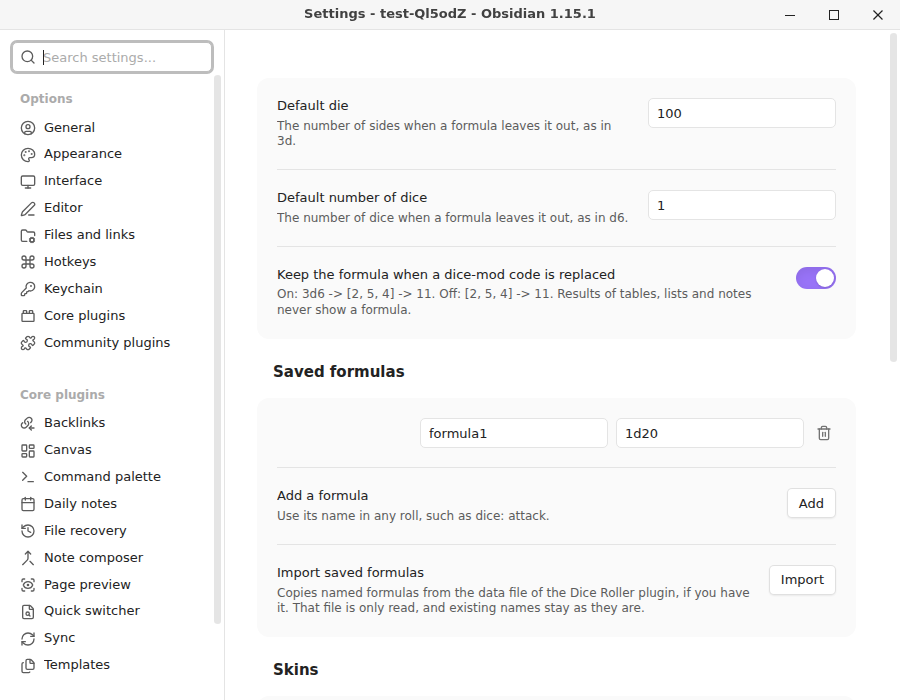 Settings - test-Ql5odZ - Obsidian 1.15.1
Search settings...
Options
General
Appearance
Interface
Editor
Files and links
Hotkeys
Keychain
Core plugins
Community plugins
Core plugins
Backlinks
Canvas
Command palette
Daily notes
File recovery
Note composer
Page preview
Quick switcher
Sync
Templates
Default die
The number of sides when a formula leaves it out, as in
3d.
100
Default number of dice
The number of dice when a formula leaves it out, as in d6.
1
Keep the formula when a dice-mod code is replaced
On: 3d6 -> [2, 5, 4] -> 11. Off: [2, 5, 4] -> 11. Results of tables, lists and notes
never show a formula.
Saved formulas
formula1
1d20
Add a formula
Use its name in any roll, such as dice: attack.
Add
Import saved formulas
Copies named formulas from the data file of the Dice Roller plugin, if you have
it. That file is only read, and existing names stay as they are.
Import
Skins